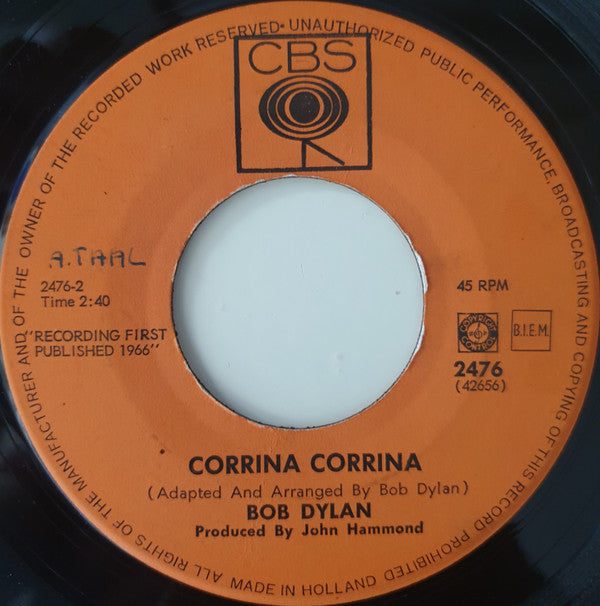 ALL RIGHTS OF THE MANUFACTURER AND OF THE OWNER OF THE RECORDED WORK RESERVED · UNAUTHORIZED PUBLIC PERFORMANCE, BROADCASTING AND COPYING OF THIS RECORD PROHIBITED
CBS
A.TAAL
2476-2
Time 2:40
"RECORDING FIRST
PUBLISHED 1966"
45 RPM
COPYRIGHT
CONTROL
B.I.E.M.
2476
(42656)
CORRINA CORRINA
(Adapted And Arranged By Bob Dylan)
BOB DYLAN
Produced By John Hammond
MADE IN HOLLAND